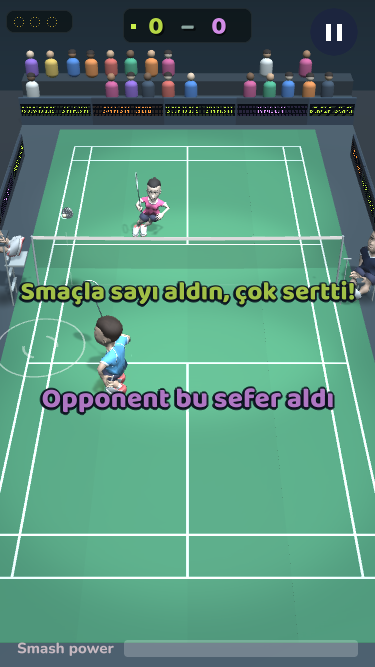 0 – 0
Smaçla sayı aldın, çok sertti!
Opponent bu sefer aldı
Smash power